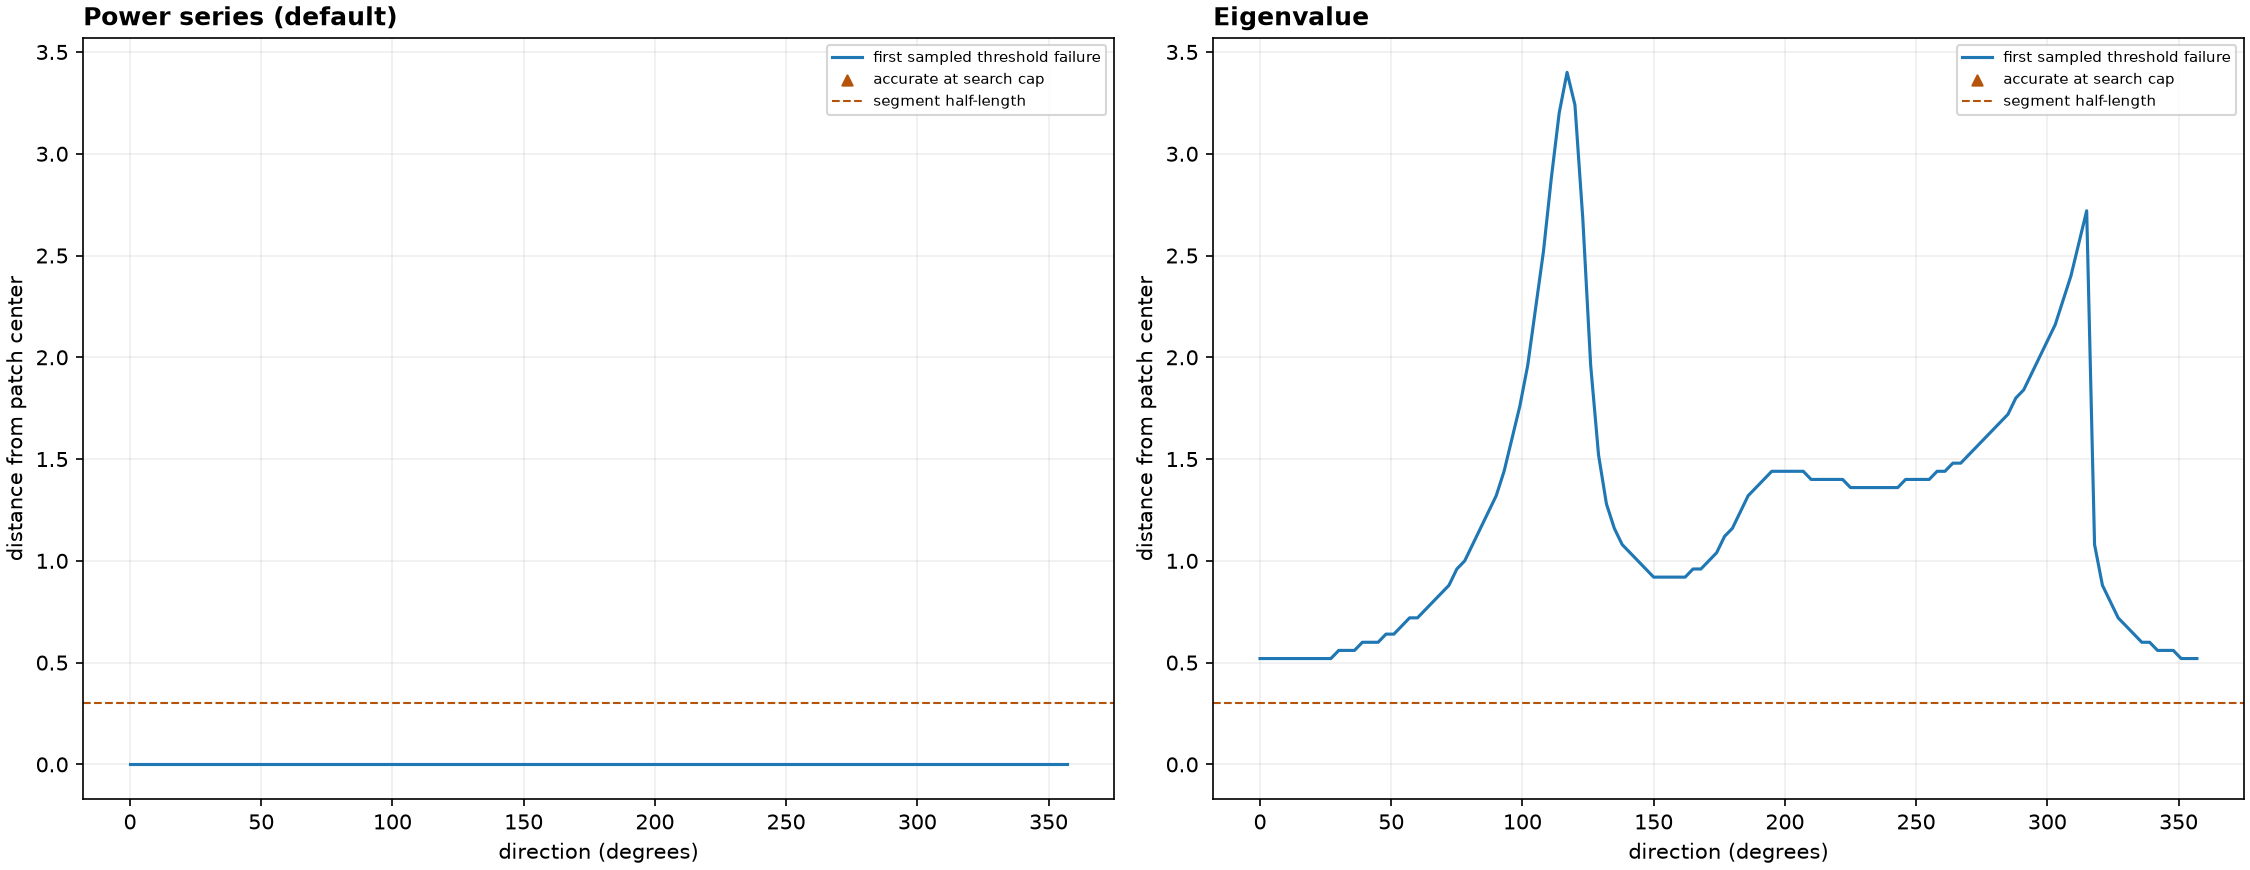 Power series (default)
3.5
3.0
2.5
2.0
1.5
1.0
0.5
0.0
distance from patch center
first sampled threshold failure
accurate at search cap
segment half-length
0 50 100 150 200 250 300 350
direction (degrees)
Eigenvalue
3.5
3.0
2.5
2.0
1.5
1.0
0.5
0.0
distance from patch center
first sampled threshold failure
accurate at search cap
segment half-length
0 50 100 150 200 250 300 350
direction (degrees)